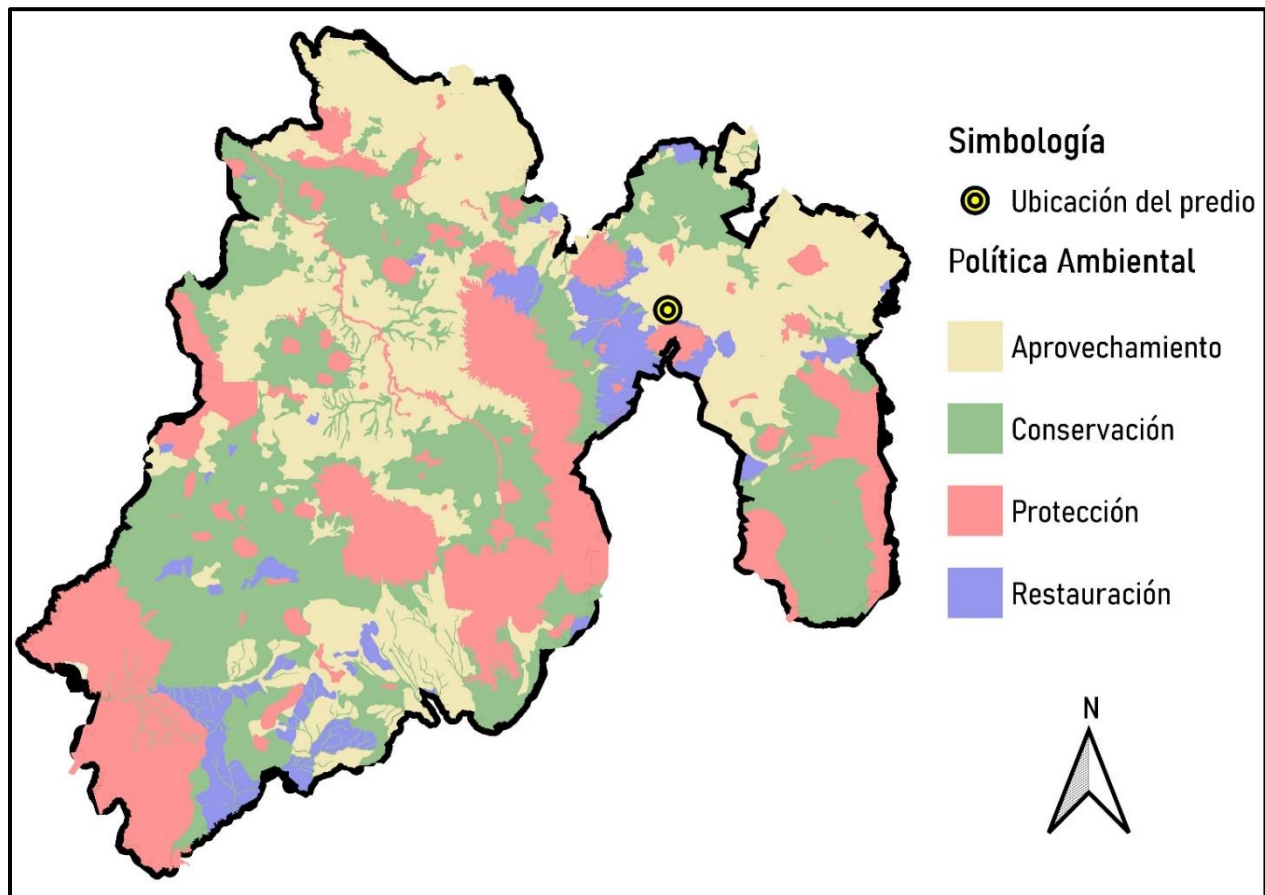 Simbología
Ubicación del predio
Política Ambiental
Aprovechamiento
Conservación
Protección
Restauración
N